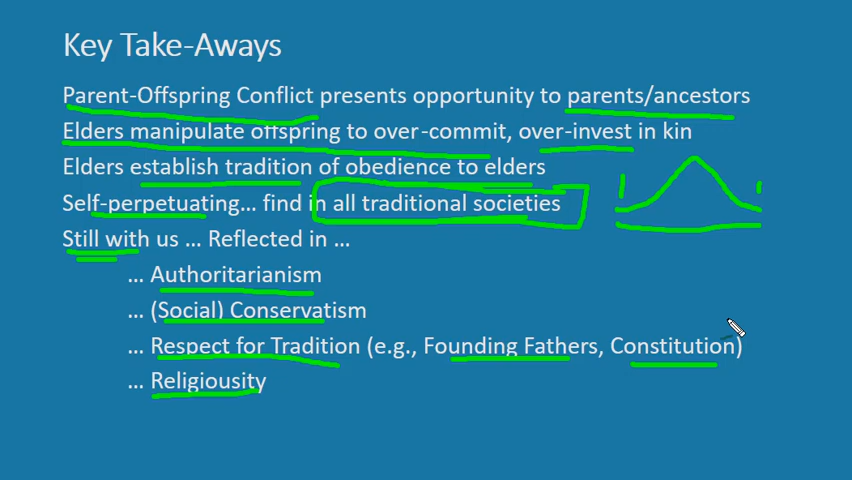 Key Take-Aways
Parent-Offspring Conflict presents opportunity to parents/ancestors
Elders manipulate offspring to over-commit, over-invest in kin
Elders establish tradition of obedience to elders
Self-perpetuating... find in all traditional societies
Still with us ... Reflected in ...
... Authoritarianism
... (Social) Conservatism
... Respect for Tradition (e.g., Founding Fathers, Constitution)
... Religiousity